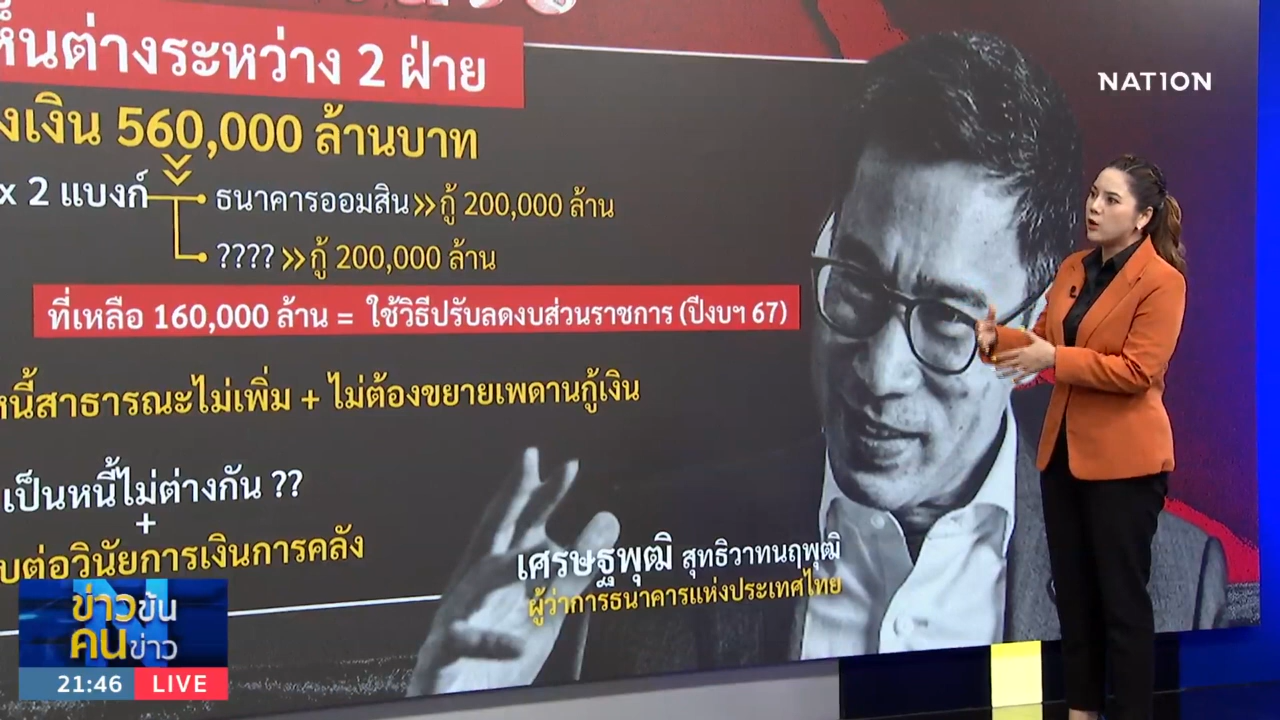 NATION
ห็นต่างระหว่าง 2 ฝ่าย
งเงิน 560,000 ล้านบาท
x 2 แบงก์
ธนาคารออมสิน >> กู้ 200,000 ล้าน
???? >> กู้ 200,000 ล้าน
ที่เหลือ 160,000 ล้าน = ใช้วิธีปรับลดงบส่วนราชการ (ปีงบฯ 67)
หนี้สาธารณะไม่เพิ่ม + ไม่ต้องขยายเพดานกู้เงิน
เป็นหนี้ไม่ต่างกัน ??
+
บต่อวินัยการเงินการคลัง
เศรษฐพุฒิ สุทธิวาทนฤพุฒิ
ผู้ว่าการธนาคารแห่งประเทศไทย
ข่าวข้น
คนข่าว
21:46 LIVE